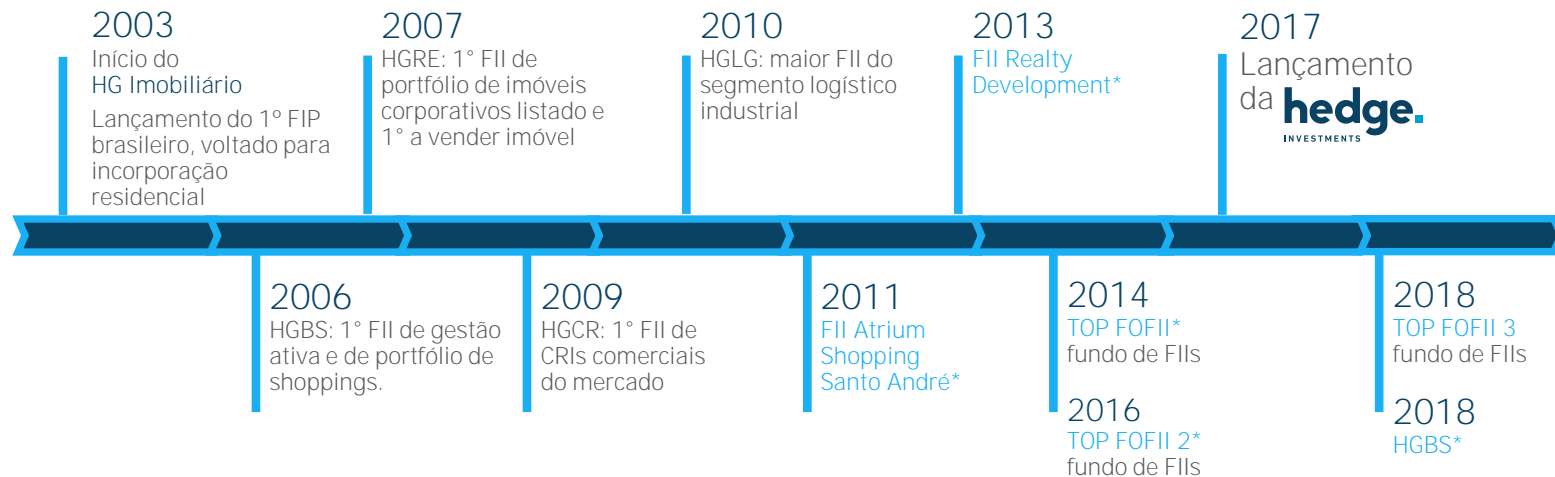 2003
Início do
HG Imobiliário
Lançamento do 1º FIP
brasileiro, voltado para
incorporação
residencial
2007
HGRE: 1° FII de
portfólio de imóveis
corporativos listado e
1° a vender imóvel
2010
HGLG: maior FII do
segmento logístico
industrial
2013
FII Realty
Development*
2017
Lançamento
da hedge.
INVESTMENTS
2006
HGBS: 1° FII de gestão
ativa e de portfólio de
shoppings.
2009
HGCR: 1° FII de
CRIs comerciais
do mercado
2011
FII Atrium
Shopping
Santo André*
2014
TOP FOFII*
fundo de FIIs
2016
TOP FOFII 2*
fundo de FIIs
2018
TOP FOFII 3
fundo de FIIs
2018
HGBS*